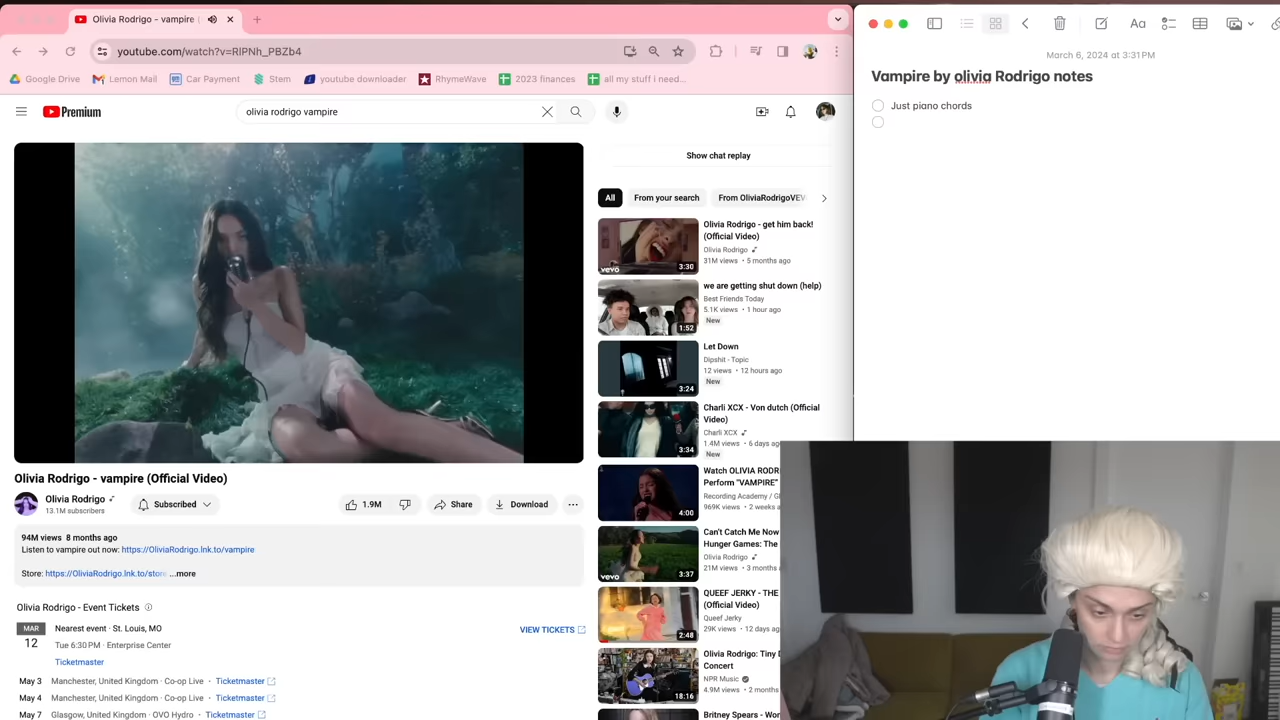 Olivia Rodrigo - vampire (
youtube.com/watch?v=RlPNh_PBZb4
Google Drive
Lemon Mail
Car Payment
Stem
Unlimited backup
RhymeWave
2023 finances
all my stuff i need...
Premium
olivia rodrigo vampire
Show chat replay
All
From your search
From OliviaRodrigoVEV
Olivia Rodrigo - get him back!
(Official Video)
Olivia Rodrigo
31M views • 5 months ago
vevo
3:30
we are getting shut down (help)
Best Friends Today
5.1K views • 1 hour ago
New
1:52
Let Down
Dipshit - Topic
12 views • 12 hours ago
New
3:24
Charli XCX - Von dutch (Official
Video)
Charli XCX
1.4M views • 6 days ago
New
3:34
Watch OLIVIA RODR
Perform "VAMPIRE"
Recording Academy / G
969K views • 2 weeks a
4:00
Can't Catch Me Now
Hunger Games: The
Olivia Rodrigo
21M views • 3 months
vevo
3:37
QUEEF JERKY - THE
(Official Video)
Queef Jerky
29K views • 12 days ag
2:48
Olivia Rodrigo: Tiny D
Concert
NPR Music
4.9M views • 2 months
18:16
Britney Spears - Wor
Olivia Rodrigo - vampire (Official Video)
Olivia Rodrigo
13.1M subscribers
Subscribed
1.9M
Share
Download
94M views 8 months ago
Listen to vampire out now: https://OliviaRodrigo.lnk.to/vampire
Store: https://OliviaRodrigo.lnk.to/store ...more
Olivia Rodrigo - Event Tickets
MAR
12
Nearest event · St. Louis, MO
Tue 6:30 PM · Enterprise Center
Ticketmaster
VIEW TICKETS
May 3 Manchester, United Kingdom · Co-op Live · Ticketmaster
May 4 Manchester, United Kingdom · Co-op Live · Ticketmaster
May 7 Glasgow, United Kingdom · OVO Hydro · Ticketmaster
Aa
March 6, 2024 at 3:31 PM
Vampire by olivia Rodrigo notes
Just piano chords